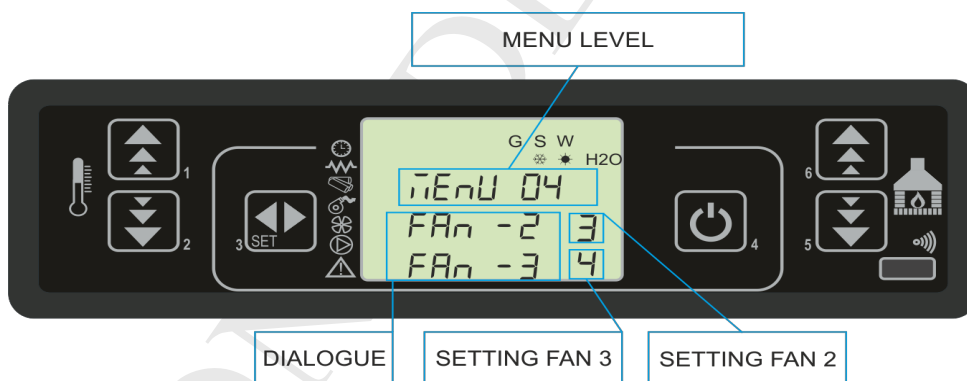 MENU LEVEL
G S W
H2O
MEnU 04
FAn -2 3
FAn -3 4
1
2
3 SET
4
6
5
DIALOGUE
SETTING FAN 3
SETTING FAN 2